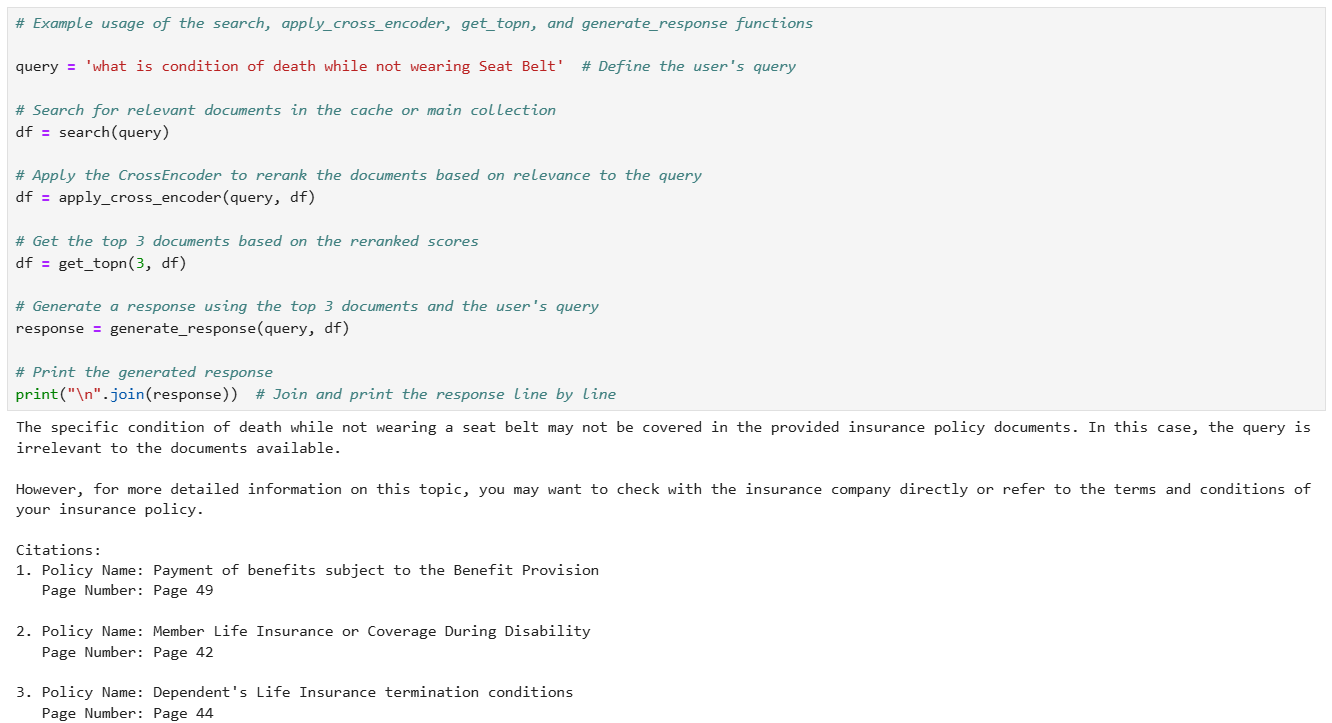 # Example usage of the search, apply_cross_encoder, get_topn, and generate_response functions
query = 'what is condition of death while not wearing Seat Belt'  # Define the user's query
# Search for relevant documents in the cache or main collection
df = search(query)
# Apply the CrossEncoder to rerank the documents based on relevance to the query
df = apply_cross_encoder(query, df)
# Get the top 3 documents based on the reranked scores
df = get_topn(3, df)
# Generate a response using the top 3 documents and the user's query
response = generate_response(query, df)
# Print the generated response
print("\n".join(response))  # Join and print the response line by line
The specific condition of death while not wearing a seat belt may not be covered in the provided insurance policy documents. In this case, the query is
irrelevant to the documents available.
However, for more detailed information on this topic, you may want to check with the insurance company directly or refer to the terms and conditions of
your insurance policy.
Citations:
1. Policy Name: Payment of benefits subject to the Benefit Provision
Page Number: Page 49
2. Policy Name: Member Life Insurance or Coverage During Disability
Page Number: Page 42
3. Policy Name: Dependent's Life Insurance termination conditions
Page Number: Page 44